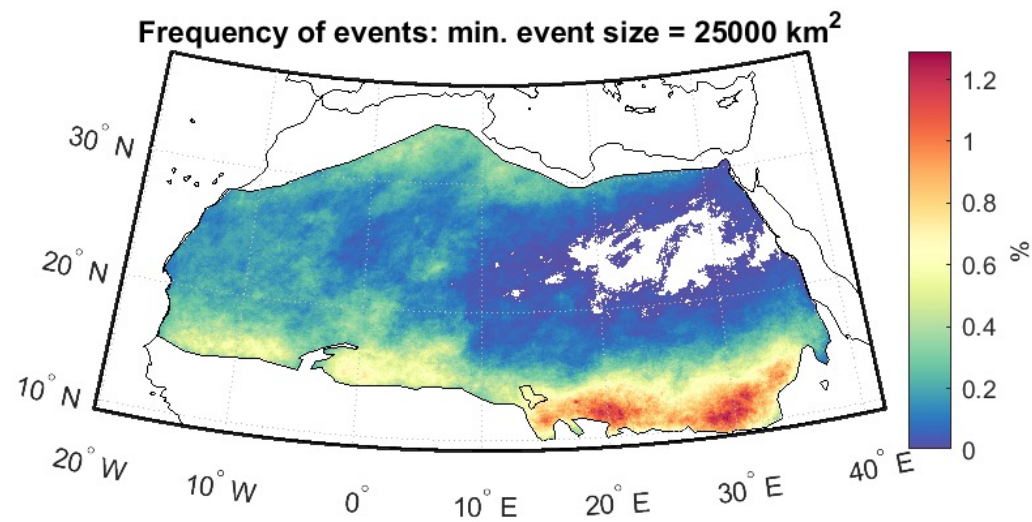 Frequency of events: min. event size = 25000 km²
30° N
20° N
10° N
20° W
10° W
0°
10° E
20° E
30° E
40° E
1.2
1
0.8
0.6
0.4
0.2
0
%